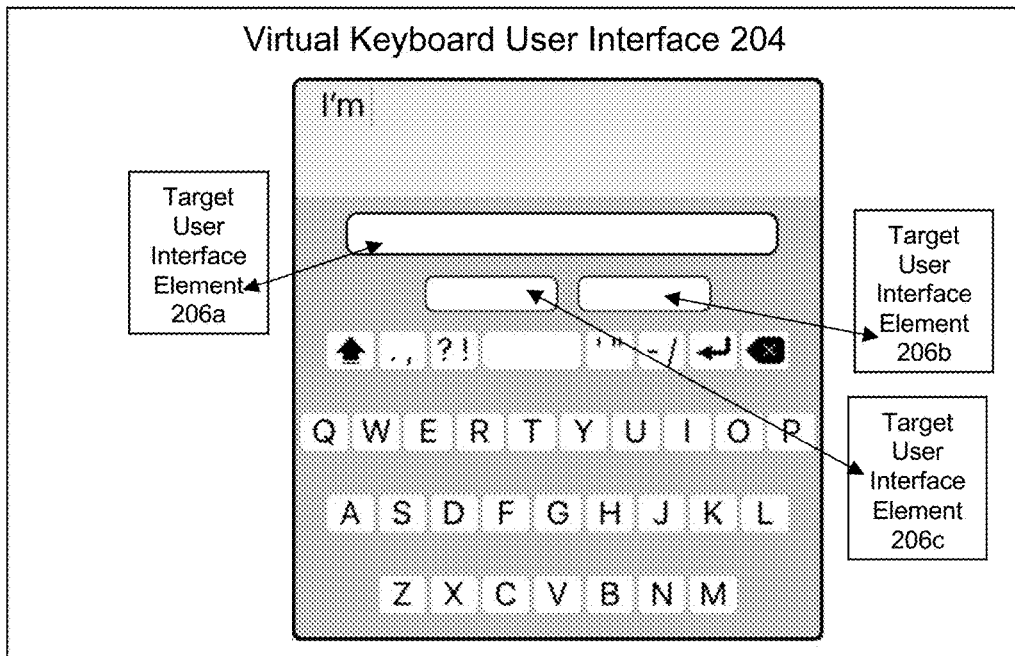 Virtual Keyboard User Interface 204
I'm
Target
User
Interface
Element
206a
Target
User
Interface
Element
206b
. , ? ! ' " - /
Q W E R T Y U I O P
Target
User
Interface
Element
206c
A S D F G H J K L
Z X C V B N M